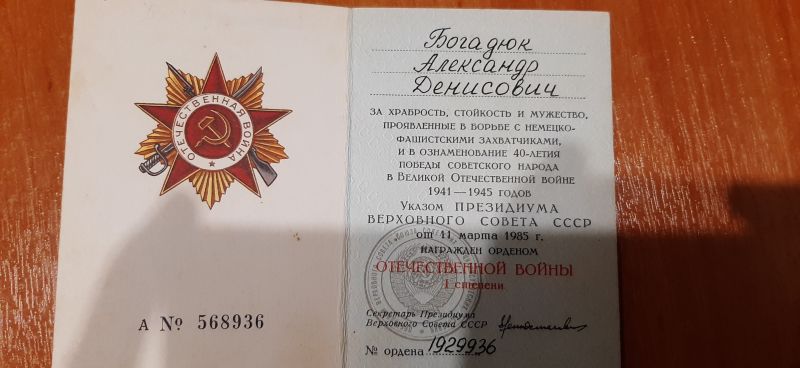 ОТЕЧЕСТВЕННАЯ ВОЙНА
А № 568936
Богадюк
Александр
Денисович
ЗА ХРАБРОСТЬ, СТОЙКОСТЬ И МУЖЕСТВО,
ПРОЯВЛЕННЫЕ В БОРЬБЕ С НЕМЕЦКО-
ФАШИСТСКИМИ ЗАХВАТЧИКАМИ,
И В ОЗНАМЕНОВАНИЕ 40-ЛЕТИЯ
ПОБЕДЫ СОВЕТСКОГО НАРОДА
В ВЕЛИКОЙ ОТЕЧЕСТВЕННОЙ ВОЙНЕ
1941—1945 ГОДОВ
УКАЗОМ ПРЕЗИДИУМА
ВЕРХОВНОГО СОВЕТА СССР
от 11 марта 1985 г.
НАГРАЖДЕН ОРДЕНОМ
ОТЕЧЕСТВЕННОЙ ВОЙНЫ
I степени
Секретарь Президиума
Верховного Совета СССР
№ ордена 1929936